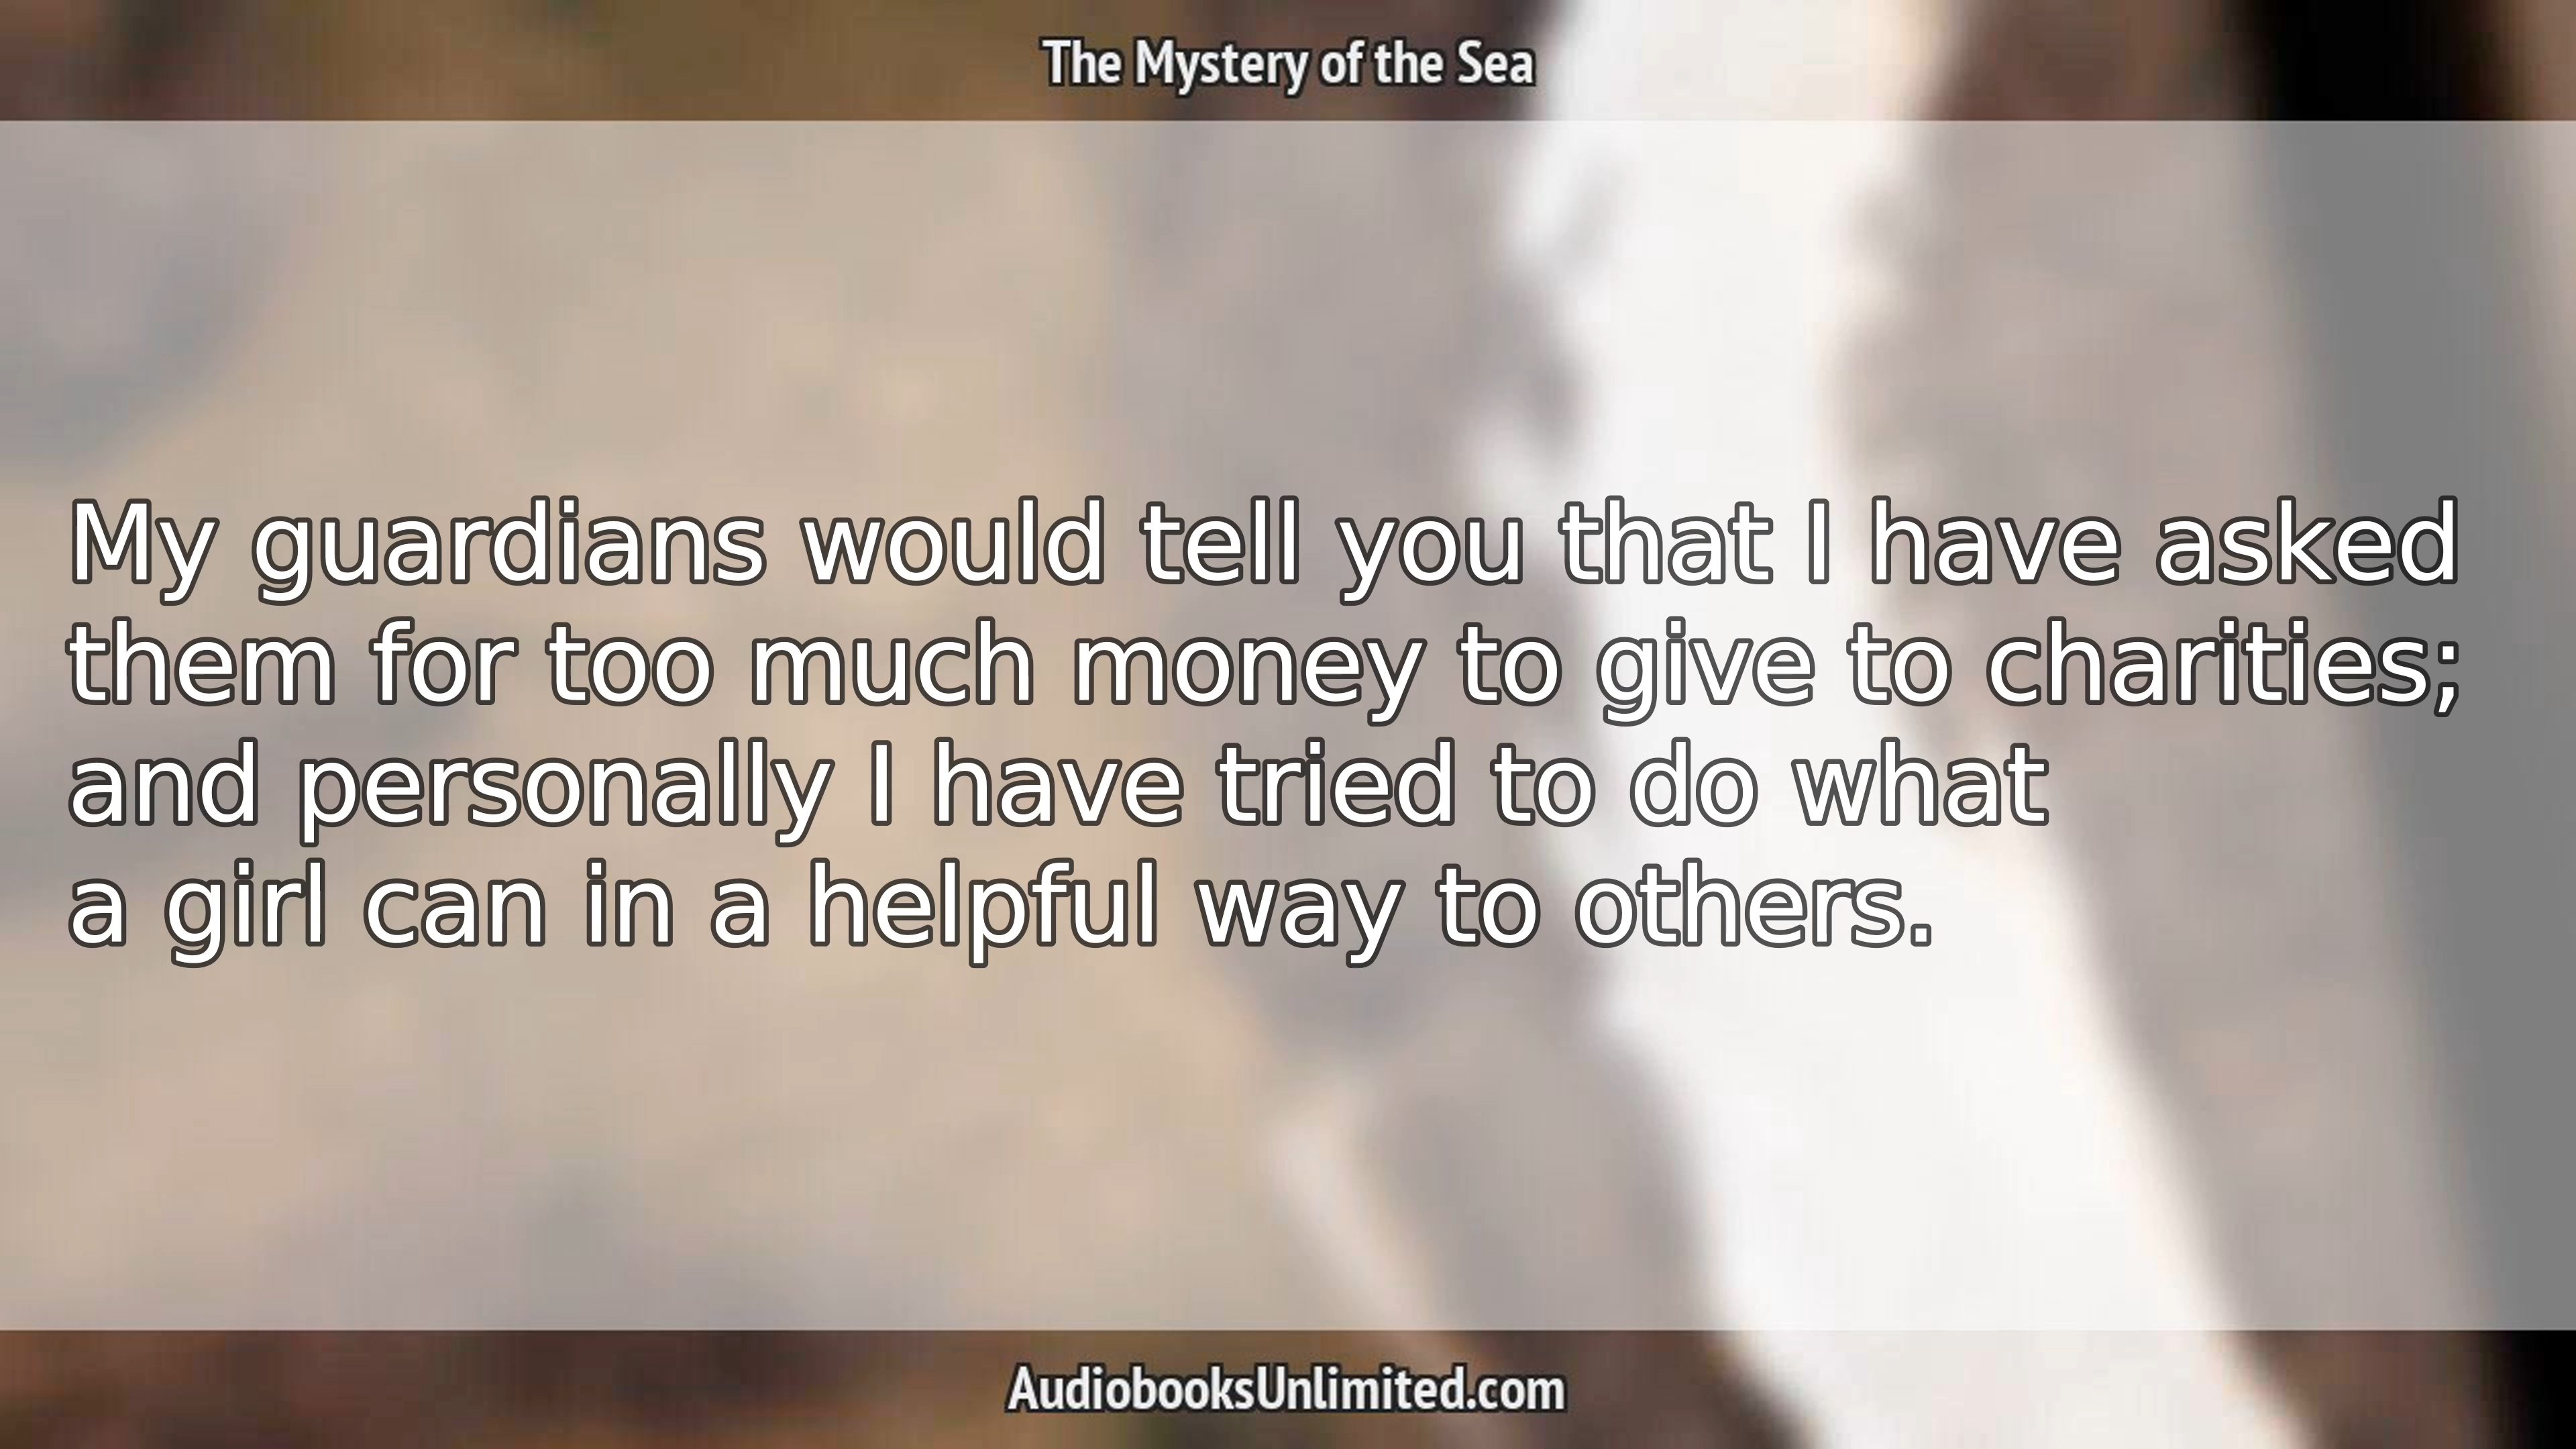 The Mystery of the Sea
My guardians would tell you that I have asked
them for too much money to give to charities;
and personally I have tried to do what
a girl can in a helpful way to others.
AudiobooksUnlimited.com